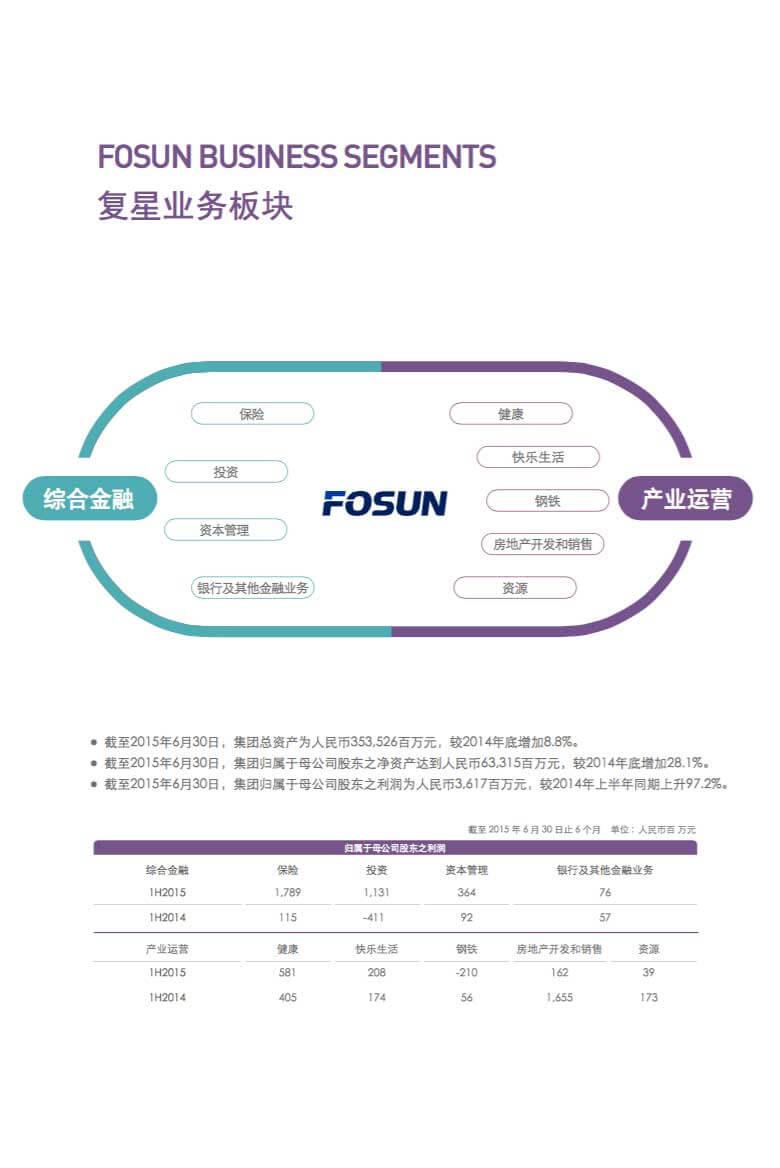 FOSUN BUSINESS SEGMENTS
复星业务板块
保险
健康
投资
快乐生活
综合金融
FOSUN
钢铁
产业运营
资本管理
房地产开发和销售
银行及其他金融业务
资源
截至2015年6月30日，集团总资产为人民币353,526百万元，较2014年底增加8.8%。
截至2015年6月30日，集团归属于母公司股东之净资产达到人民币63,315百万元，较2014年底增加28.1%。
截至2015年6月30日，集团归属于母公司股东之利润为人民币3,617百万元，较2014年上半年同期上升97.2%。
截至 2015 年 6 月 30 日止 6 个月 单位：人民币百 万元
归属于母公司股东之利润
综合金融 保险 投资 资本管理 银行及其他金融业务
1H2015 1,789 1,131 364 76
1H2014 115 -411 92 57
产业运营 健康 快乐生活 钢铁 房地产开发和销售 资源
1H2015 581 208 -210 162 39
1H2014 405 174 56 1,655 173